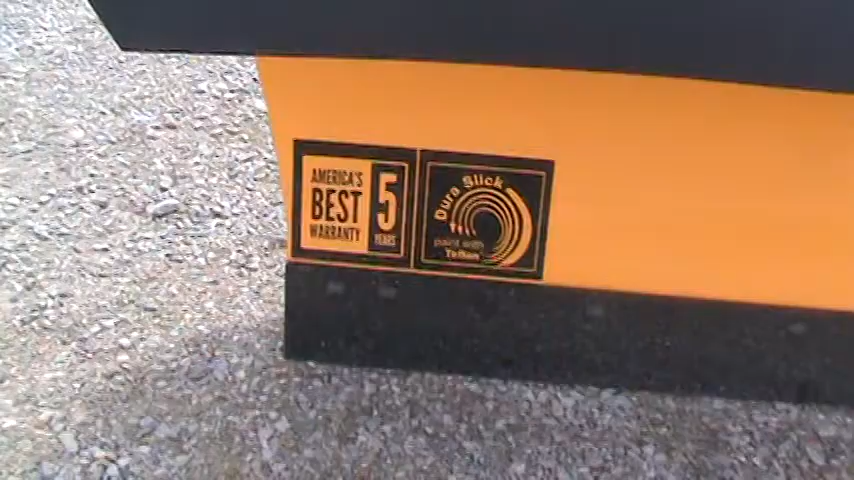 AMERICA'S
BEST
WARRANTY
5
YEARS
Dura Slick
paint with
Teflon